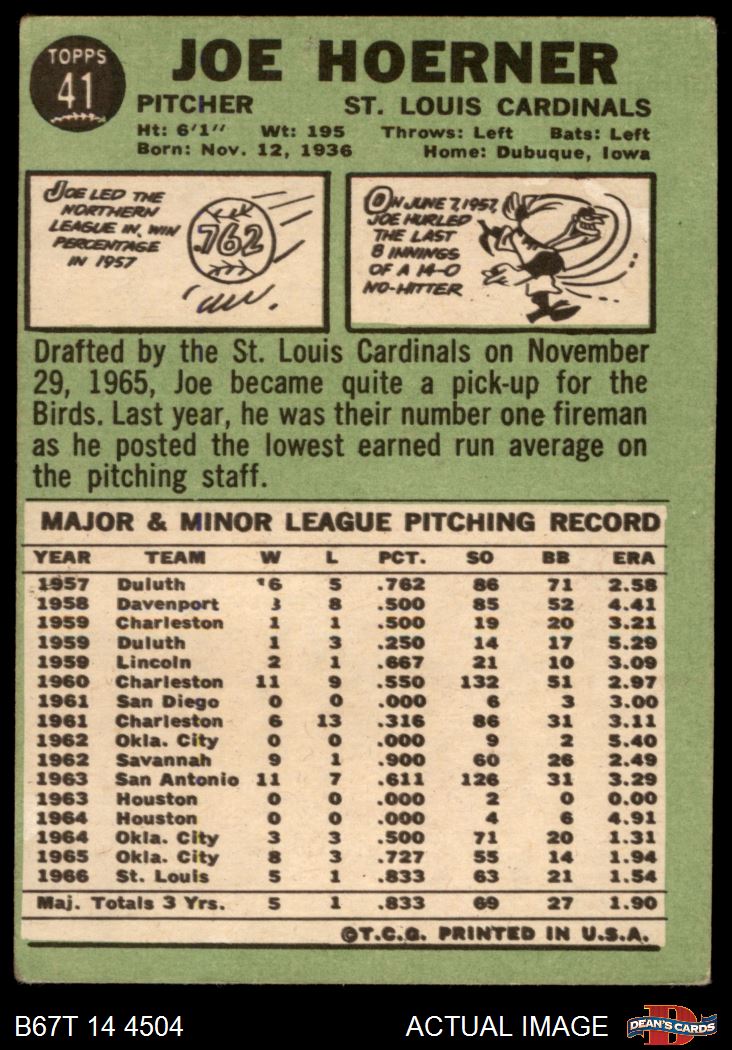 TOPPS
41
JOE HOERNER
PITCHER ST. LOUIS CARDINALS
Ht: 6'1" Wt: 195 Throws: Left Bats: Left
Born: Nov. 12, 1936 Home: Dubuque, Iowa
JOE LED THE
NORTHERN
LEAGUE IN WIN
PERCENTAGE
IN 1957
.762
ON JUNE 7, 1957,
JOE HURLED
THE LAST
8 INNINGS
OF A 14-0
NO-HITTER
Drafted by the St. Louis Cardinals on November
29, 1965, Joe became quite a pick-up for the
Birds. Last year, he was their number one fireman
as he posted the lowest earned run average on
the pitching staff.
MAJOR & MINOR LEAGUE PITCHING RECORD
YEAR TEAM W L PCT. SO BB ERA
1957 Duluth 6 5 .762 86 71 2.58
1958 Davenport 8 .500 85 52 4.41
1959 Charleston 1 1 .500 19 20 3.21
1959 Duluth 1 3 .250 14 17 5.29
1959 Lincoln 2 1 .667 21 10 3.09
1960 Charleston 11 9 .550 132 51 2.97
1961 San Diego 0 0 .000 6 3 3.00
1961 Charleston 6 13 .316 86 31 3.11
1962 Okla. City 0 0 .000 9 2 5.40
1962 Savannah 9 1 .900 60 26 2.49
1963 San Antonio 11 7 .611 126 31 3.29
1963 Houston 0 0 .000 2 0 0.00
1964 Houston 0 0 .000 4 6 4.91
1964 Okla. City 3 3 .500 71 20 1.31
1965 Okla. City 8 3 .727 55 14 1.94
1966 St. Louis 5 1 .833 63 21 1.54
Maj. Totals 3 Yrs. 5 1 .833 69 27 1.90
©T.C.G. PRINTED IN U.S.A.
B67T 14 4504 ACTUAL IMAGE
D
DEAN'S CARDS